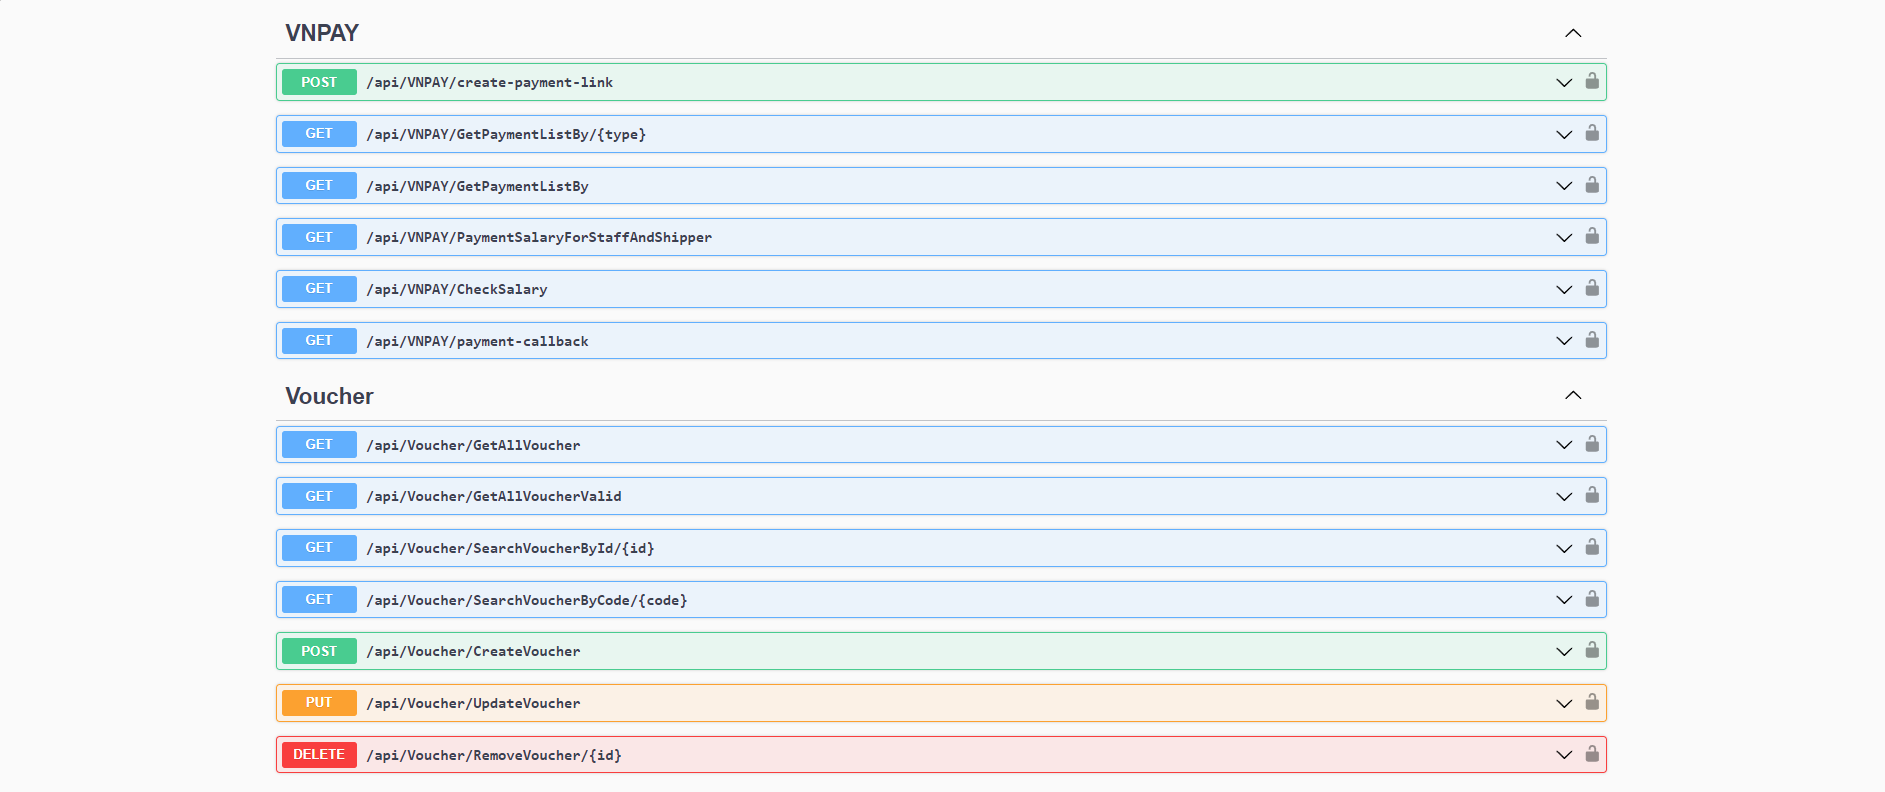 VNPAY
POST /api/VNPAY/create-payment-link
GET /api/VNPAY/GetPaymentListBy/{type}
GET /api/VNPAY/GetPaymentListBy
GET /api/VNPAY/PaymentSalaryForStaffAndShipper
GET /api/VNPAY/CheckSalary
GET /api/VNPAY/payment-callback
Voucher
GET /api/Voucher/GetAllVoucher
GET /api/Voucher/GetAllVoucherValid
GET /api/Voucher/SearchVoucherById/{id}
GET /api/Voucher/SearchVoucherByCode/{code}
POST /api/Voucher/CreateVoucher
PUT /api/Voucher/UpdateVoucher
DELETE /api/Voucher/RemoveVoucher/{id}